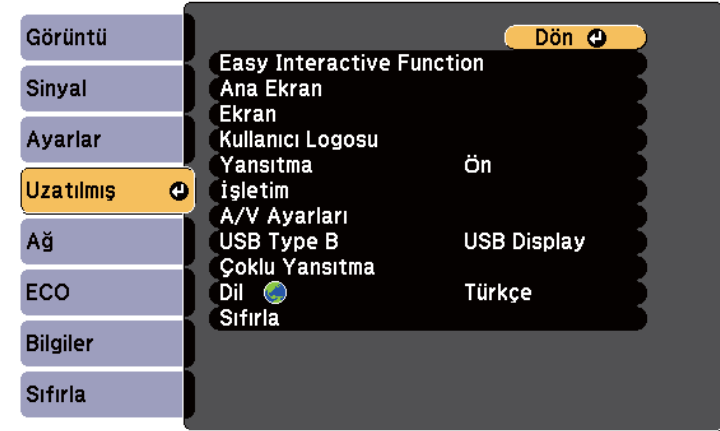 Görüntü
Sinyal
Ayarlar
Uzatılmış
Ağ
ECO
Bilgiler
Sıfırla
Dön
Easy Interactive Function
Ana Ekran
Ekran
Kullanıcı Logosu
Yansıtma Ön
İşletim
A/V Ayarları
USB Type B USB Display
Çoklu Yansıtma
Dil Türkçe
Sıfırla